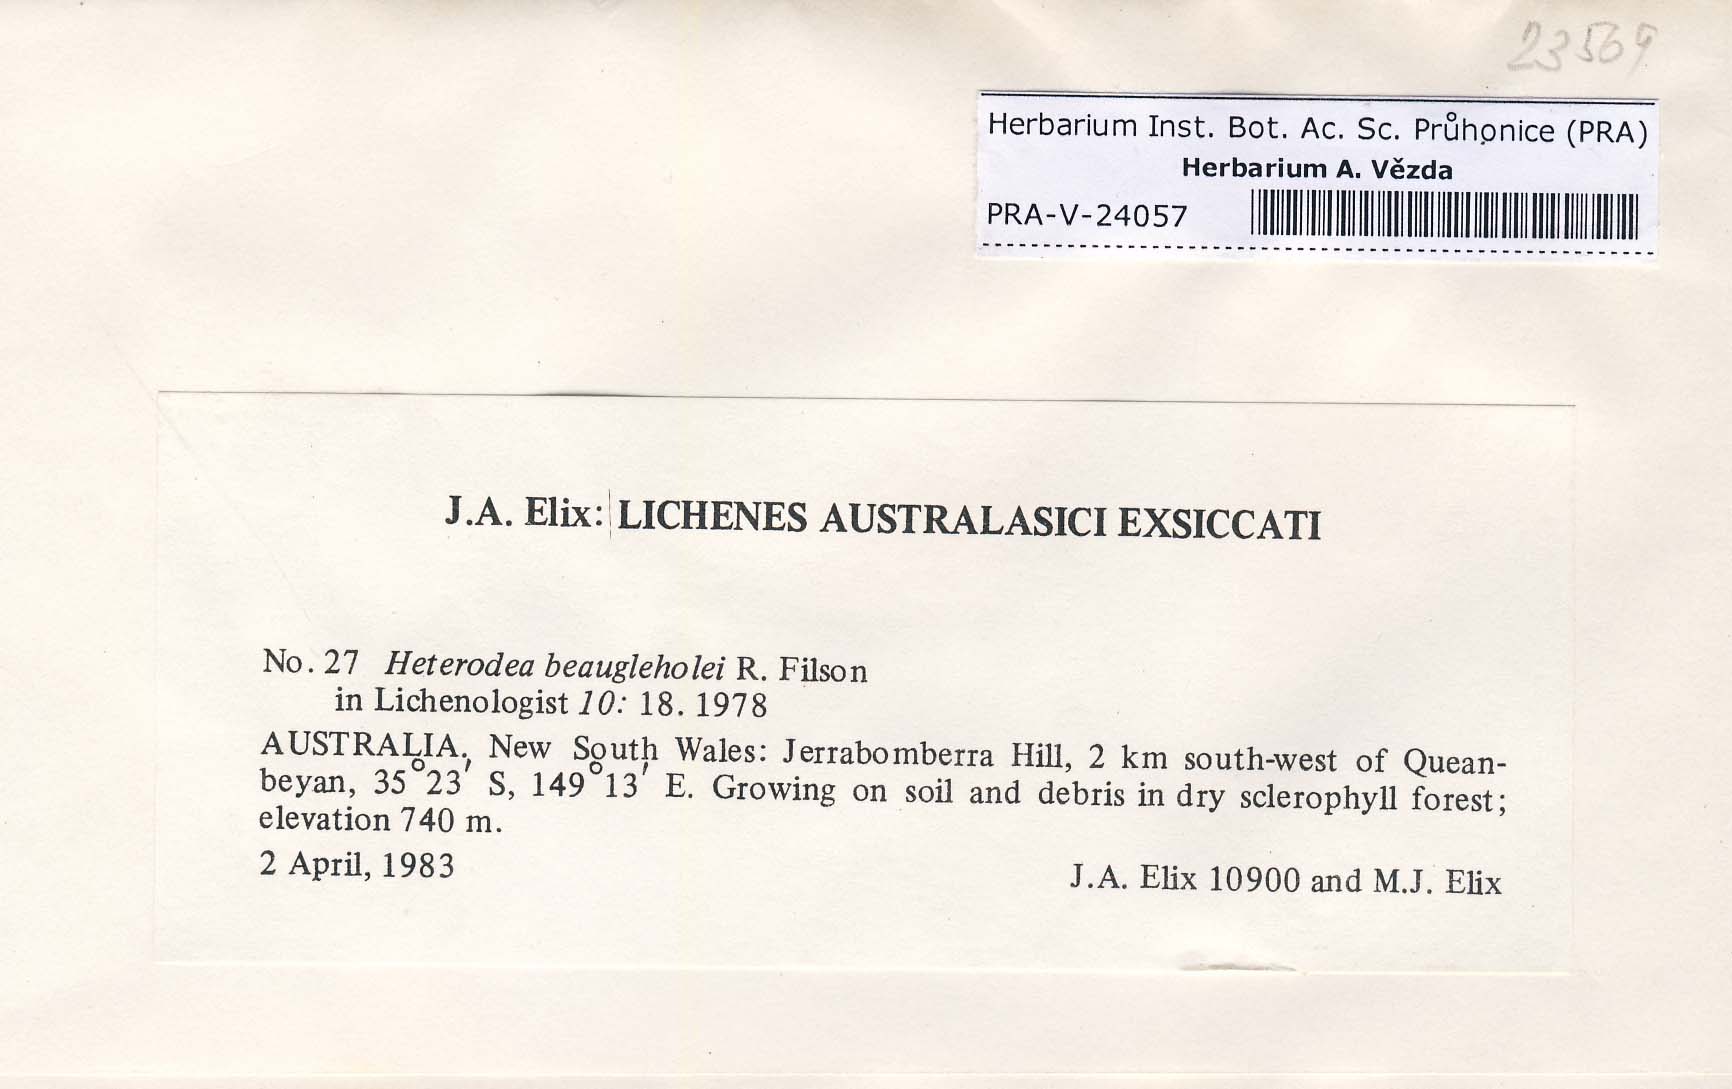 23569
Herbarium Inst. Bot. Ac. Sc. Průhonice (PRA)
Herbarium A. Vězda
PRA-V-24057
J.A. Elix: LICHENES AUSTRALASICI EXSICCATI
No. 27 Heterodea beaugleholei R. Filson
in Lichenologist 10: 18. 1978
AUSTRALIA, New South Wales: Jerrabomberra Hill, 2 km south-west of Quean-
beyan, 35°23′ S, 149°13′ E. Growing on soil and debris in dry sclerophyll forest;
elevation 740 m.
2 April, 1983
J.A. Elix 10900 and M.J. Elix